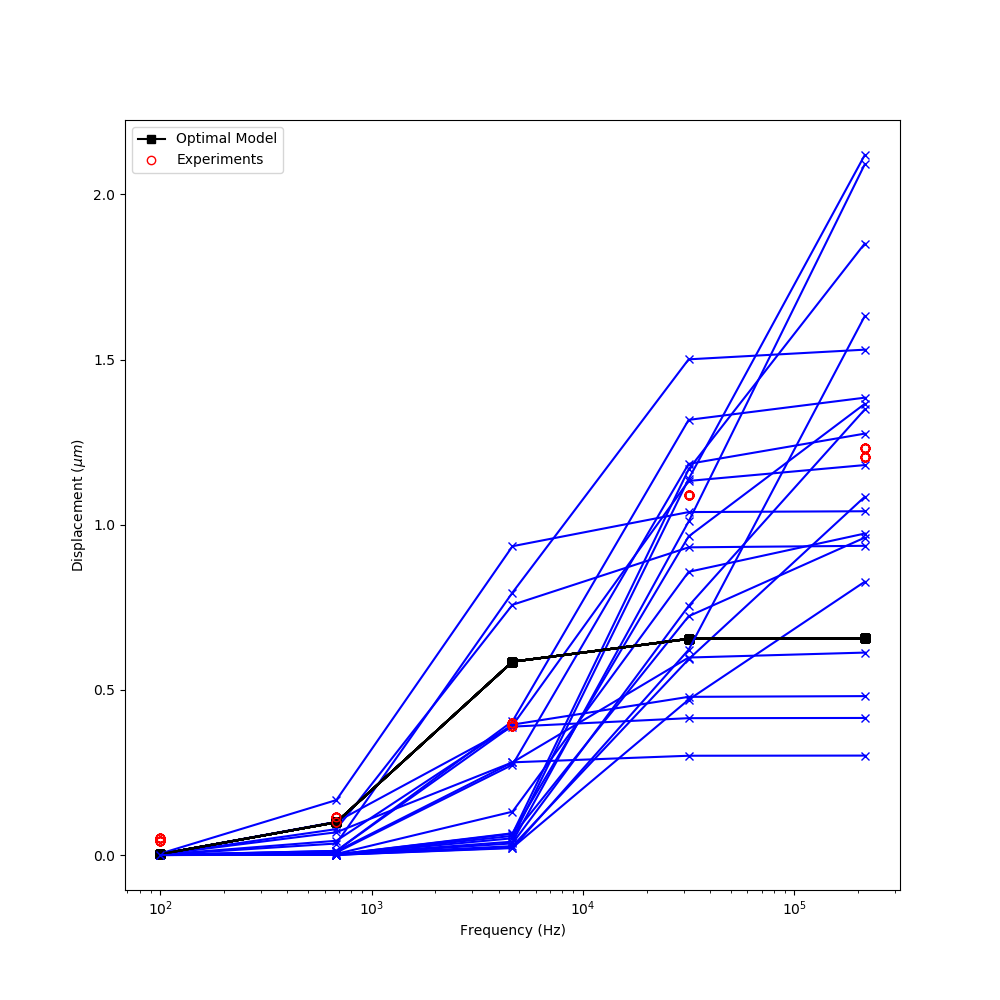 Optimal Model
Experiments
2.0
1.5
1.0
0.5
0.0
Displacement (μm)
10²
10³
10⁴
10⁵
Frequency (Hz)